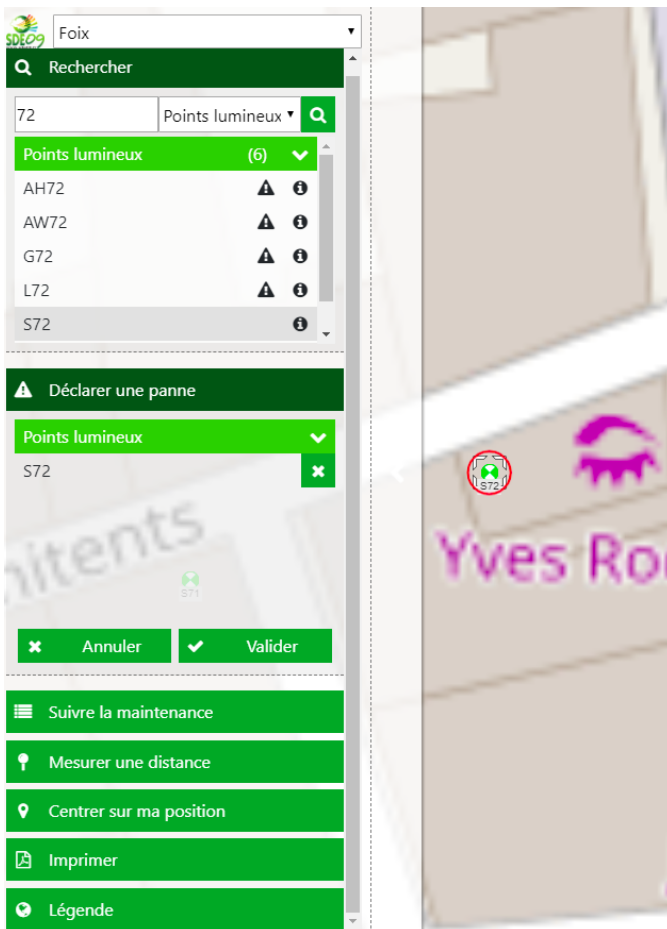 SDE09
Foix
Rechercher
72 Points lumineux
Points lumineux (6)
AH72
AW72
G72
L72
S72
Déclarer une panne
Points lumineux
S72
S71
Annuler Valider
Suivre la maintenance
Mesurer une distance
Centrer sur ma position
Imprimer
Légende
S72
Yves Ro